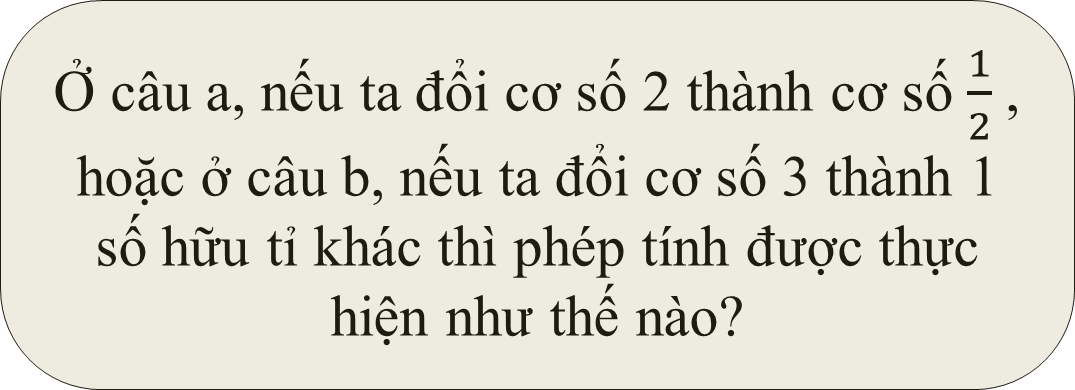 Ở câu a, nếu ta đổi cơ số 2 thành cơ số 1/2 ,
hoặc ở câu b, nếu ta đổi cơ số 3 thành 1
số hữu tỉ khác thì phép tính được thực
hiện như thế nào?